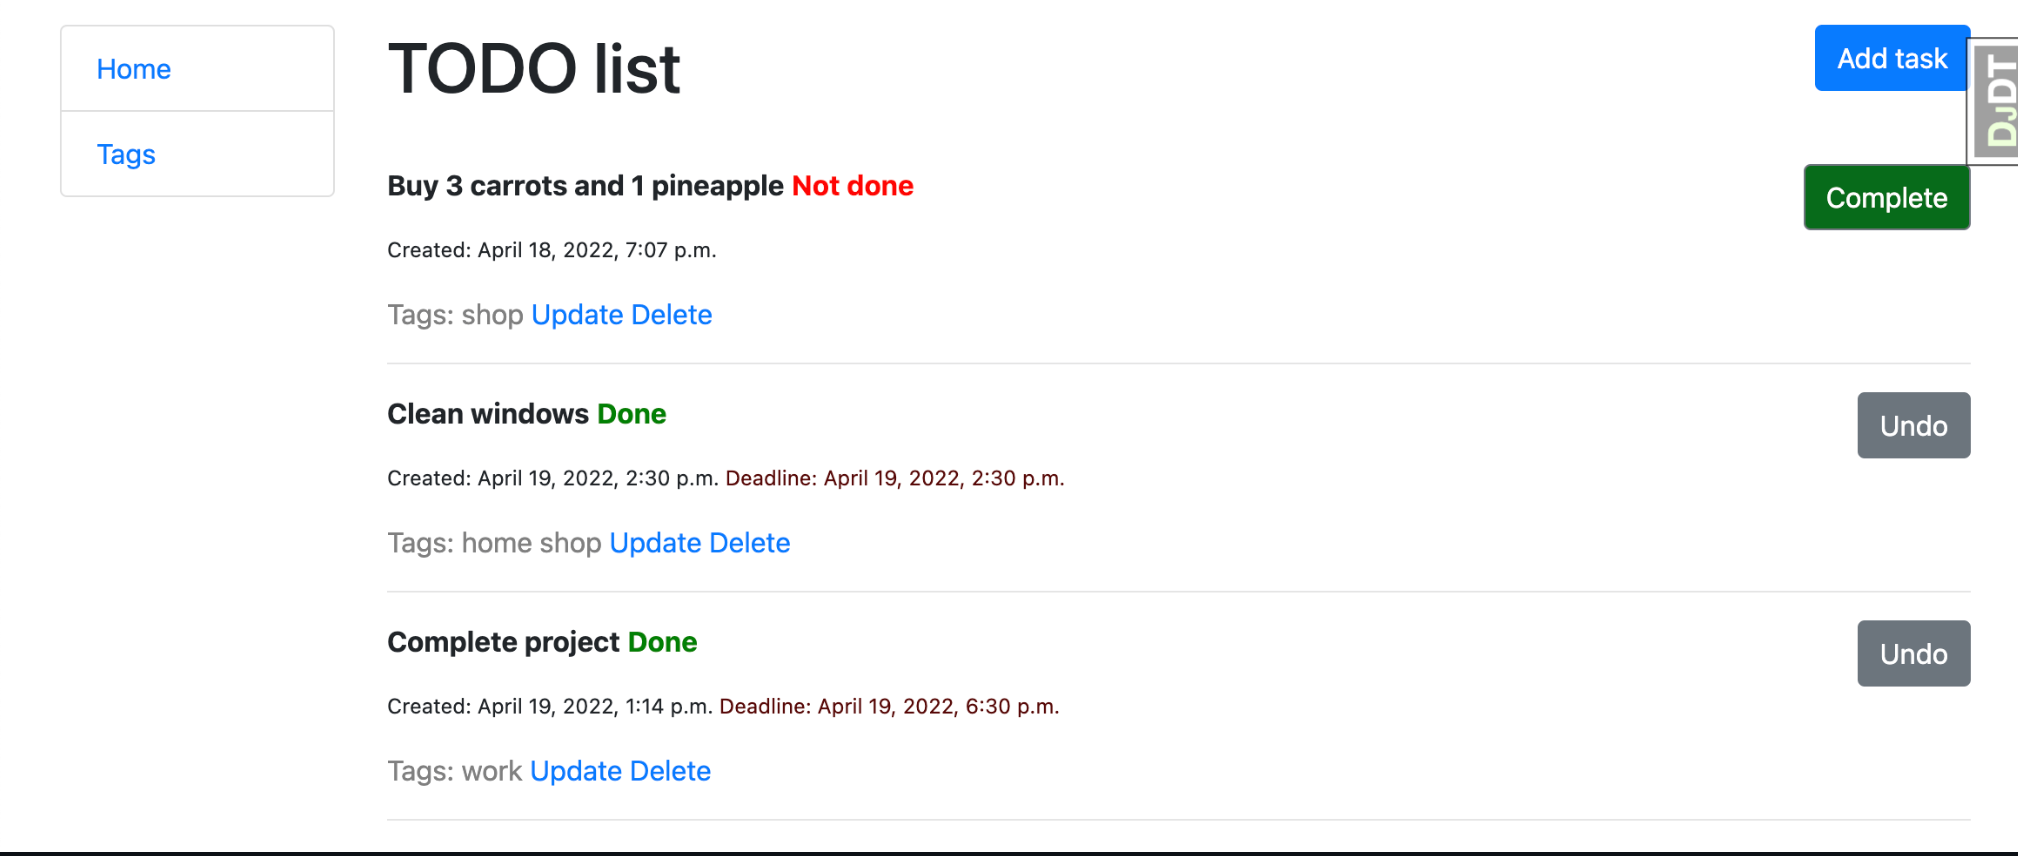 Home
Tags
TODO list
Add task
DJDT
Buy 3 carrots and 1 pineapple Not done
Complete
Created: April 18, 2022, 7:07 p.m.
Tags: shop Update Delete
Clean windows Done
Undo
Created: April 19, 2022, 2:30 p.m. Deadline: April 19, 2022, 2:30 p.m.
Tags: home shop Update Delete
Complete project Done
Undo
Created: April 19, 2022, 1:14 p.m. Deadline: April 19, 2022, 6:30 p.m.
Tags: work Update Delete